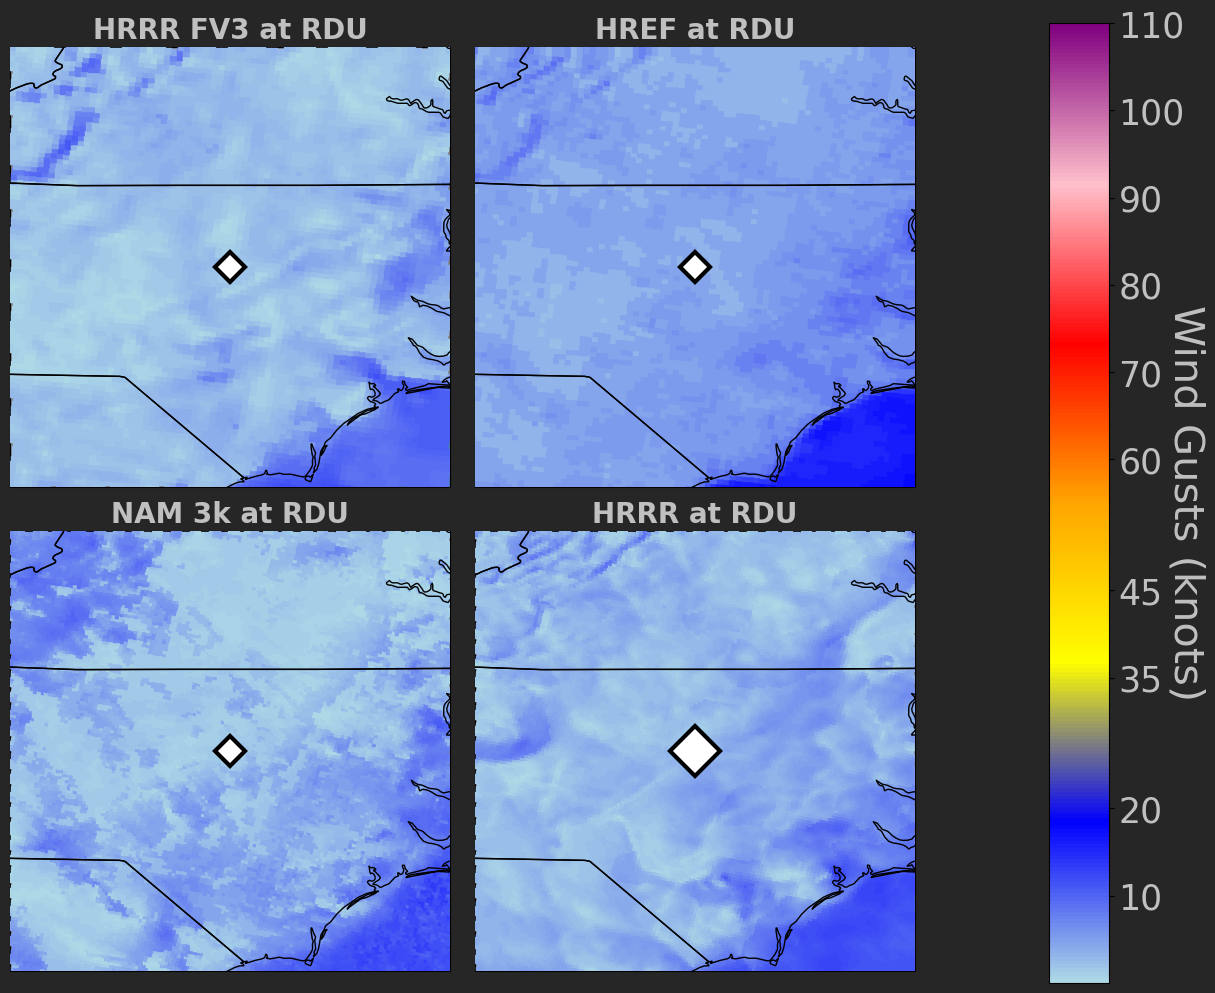 HRRR FV3 at RDU
HREF at RDU
NAM 3k at RDU
HRRR at RDU
110
100
90
80
70
60
45
35
20
10
Wind Gusts (knots)